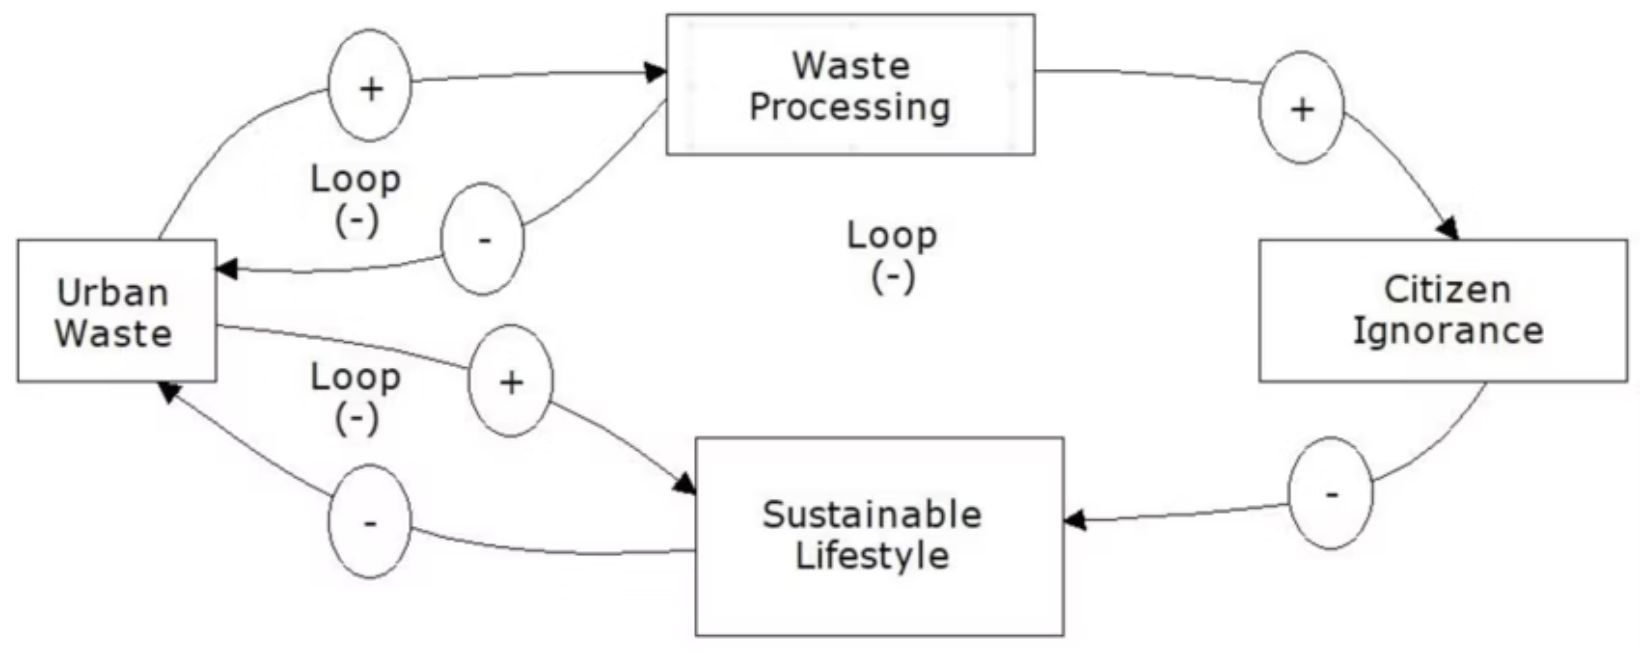 +
Waste
Processing
+
Loop
(-)
-
Loop
(-)
Urban
Waste
Citizen
Ignorance
+
Loop
(-)
-
-
Sustainable
Lifestyle